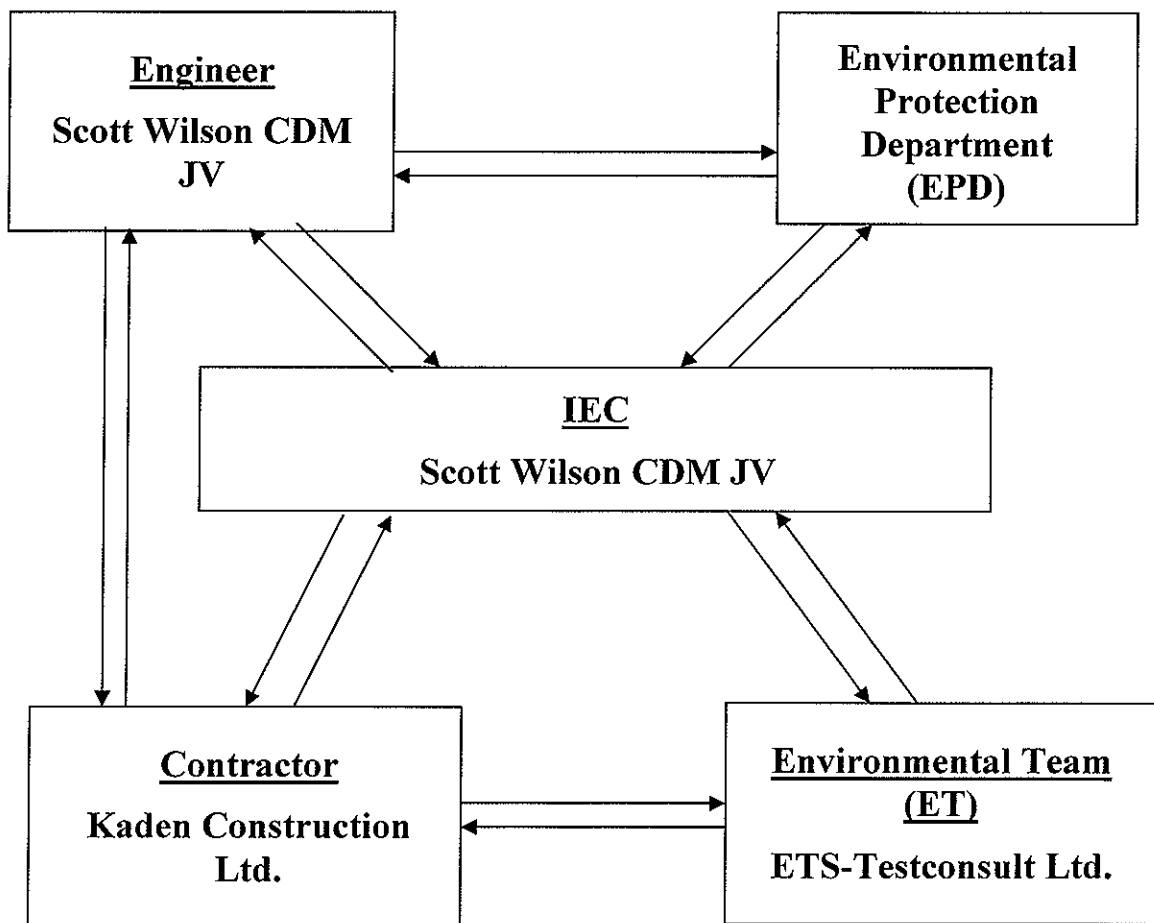 Engineer
Scott Wilson CDM
JV
Environmental
Protection
Department
(EPD)
IEC
Scott Wilson CDM JV
Contractor
Kaden Construction
Ltd.
Environmental Team
(ET)
ETS-Testconsult Ltd.